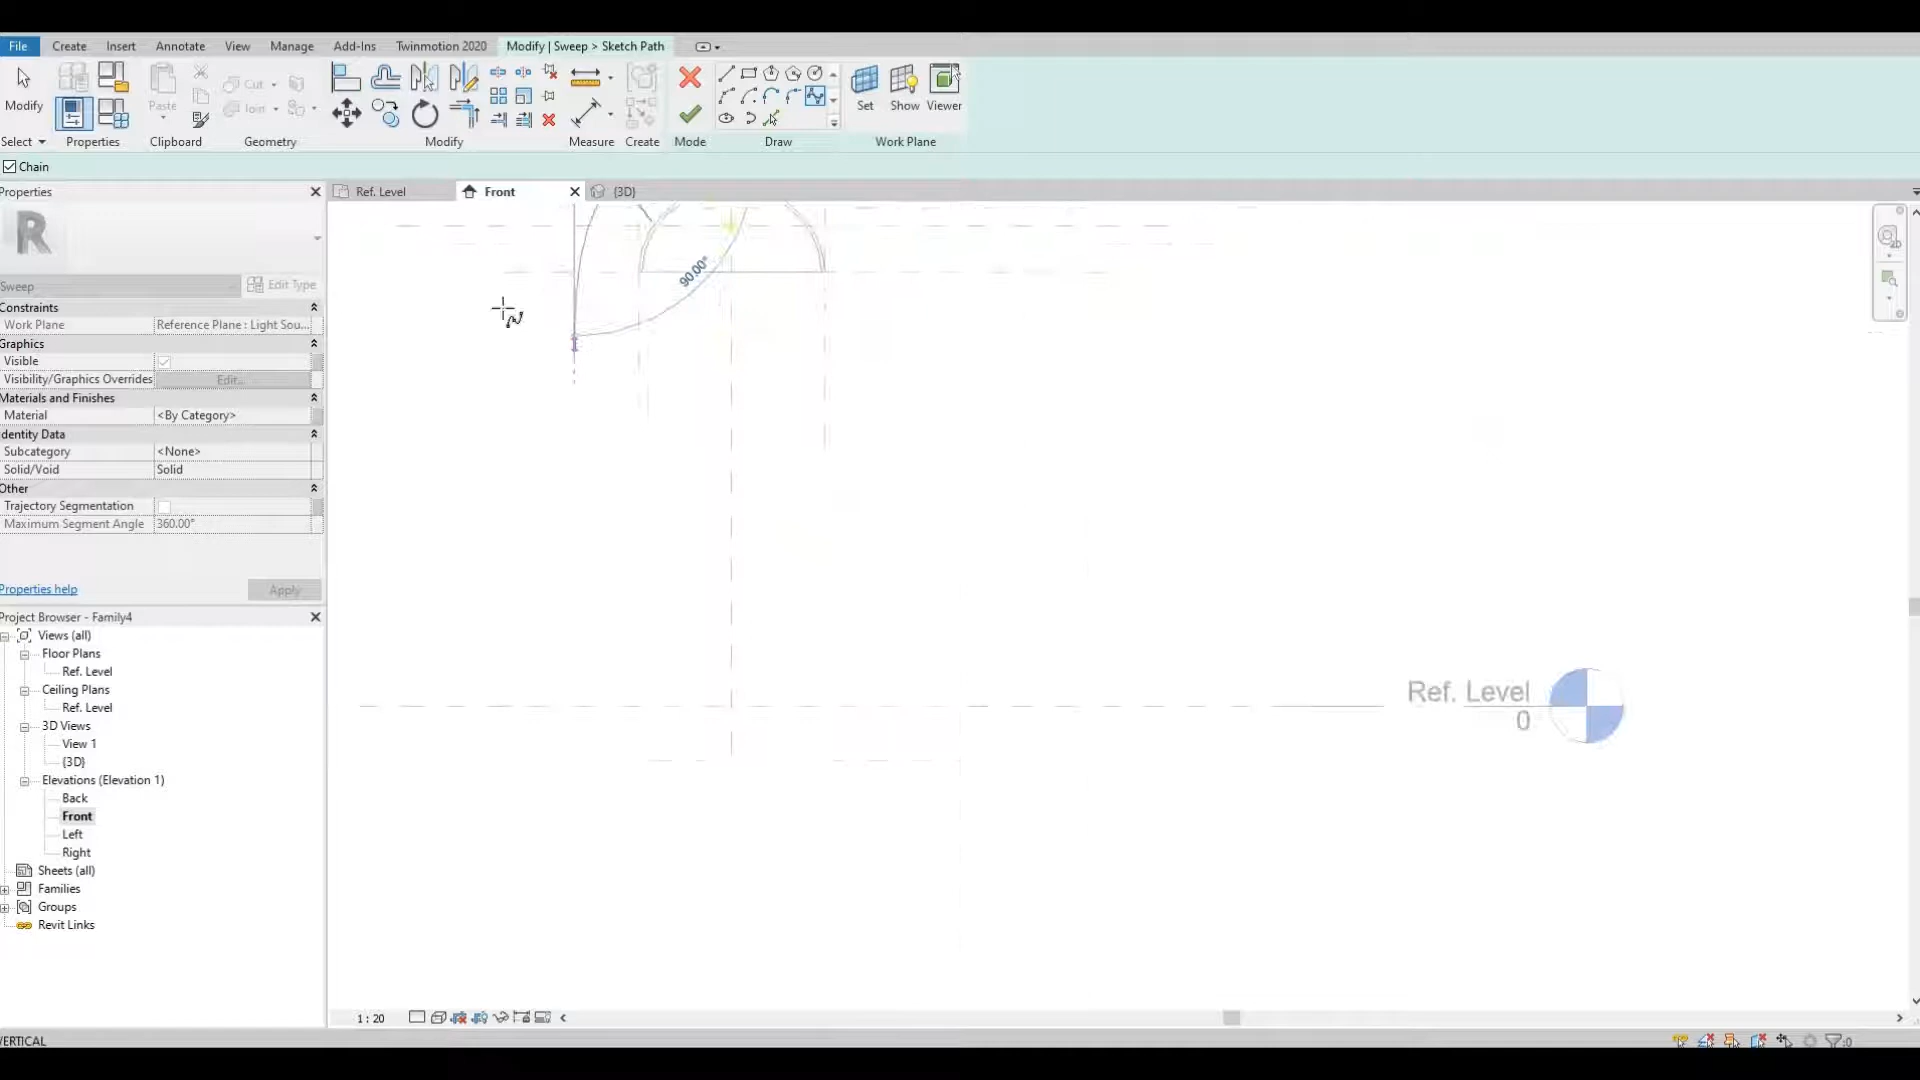 File Create Insert Annotate View Manage Add-Ins Twinmotion 2020 Modify | Sweep > Sketch Path
Modify Paste Cut Join Set Show Viewer
Select Properties Clipboard Geometry Modify Measure Create Mode Draw Work Plane
Chain
Properties
Ref. Level Front {3D}
R
Sweep Edit Type
Constraints
Work Plane Reference Plane : Light Sou...
Graphics
Visible
Visibility/Graphics Overrides Edit...
Materials and Finishes
Material <By Category>
Identity Data
Subcategory <None>
Solid/Void Solid
Other
Trajectory Segmentation
Maximum Segment Angle 360.00°
Properties help Apply
Project Browser - Family4
Views (all)
Floor Plans
Ref. Level
Ceiling Plans
Ref. Level
3D Views
View 1
{3D}
Elevations (Elevation 1)
Back
Front
Left
Right
Sheets (all)
Families
Groups
Revit Links
90.00°
2D
Ref. Level
0
1 : 20
VERTICAL
:0